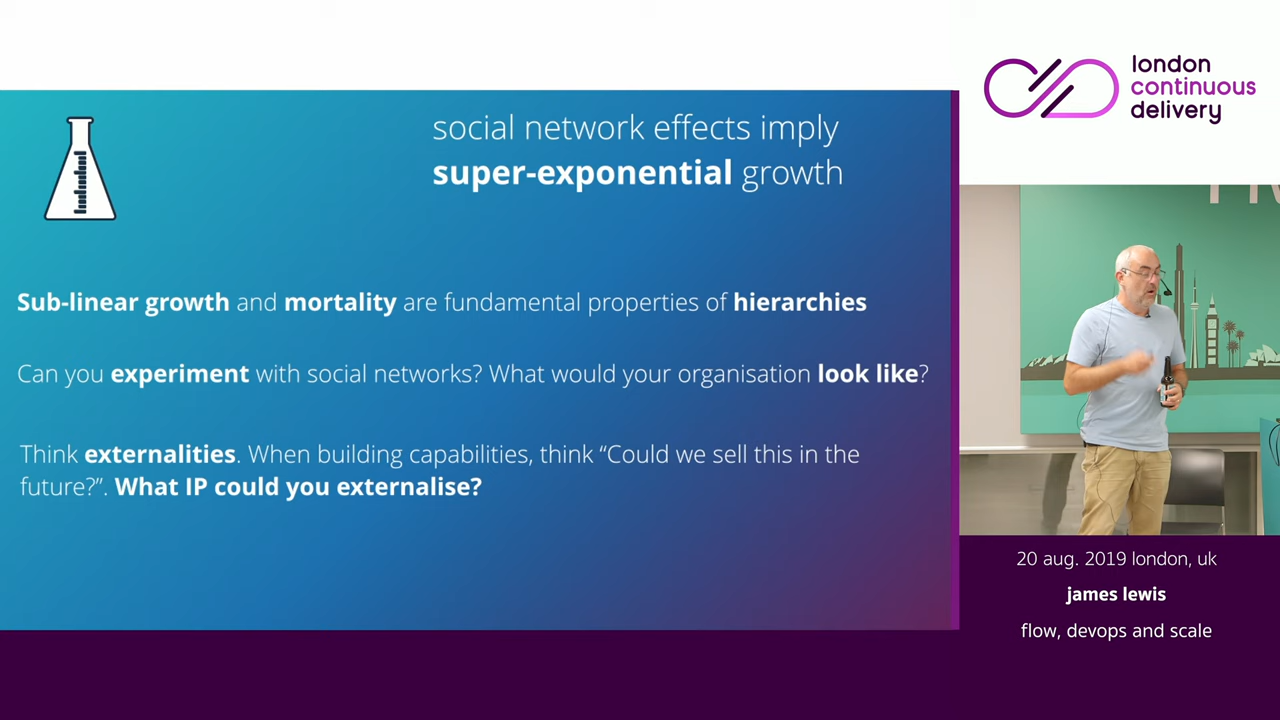 social network effects imply
super-exponential growth
Sub-linear growth and mortality are fundamental properties of hierarchies
Can you experiment with social networks? What would your organisation look like?
Think externalities. When building capabilities, think “Could we sell this in the
future?”. What IP could you externalise?
london
continuous
delivery
20 aug. 2019 london, uk
james lewis
flow, devops and scale